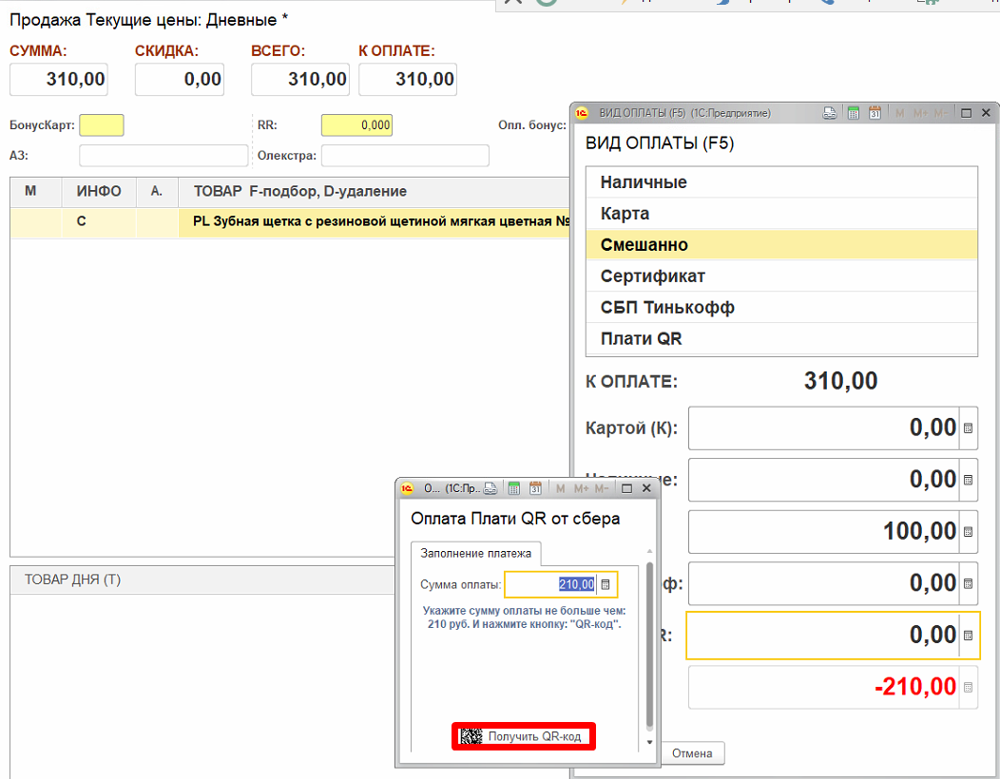 Продажа Текущие цены: Дневные *
СУММА: СКИДКА: ВСЕГО: К ОПЛАТЕ:
310,00 0,00 310,00 310,00
БонусКарт: RR: 0,000 Опл. бонус:
АЗ: Олекстра:
М ИНФО А. ТОВАР F-подбор, D-удаление
С PL Зубная щетка с резиновой щетиной мягкая цветная №
ТОВАР ДНЯ (Т)
ВИД ОПЛАТЫ (F5) (1С:Предприятие) 31 M M+ M-
ВИД ОПЛАТЫ (F5)
Наличные
Карта
Смешанно
Сертификат
СБП Тинькофф
Плати QR
К ОПЛАТЕ: 310,00
Картой (К): 0,00
0,00
100,00
ф: 0,00
0,00
-210,00
Отмена
О... (1С:Пр... 31 M M+ M-
Оплата Плати QR от сбера
Заполнение платежа
Сумма оплаты: 210,00
Укажите сумму оплаты не больше чем:
210 руб. И нажмите кнопку: "QR-код".
Получить QR-код